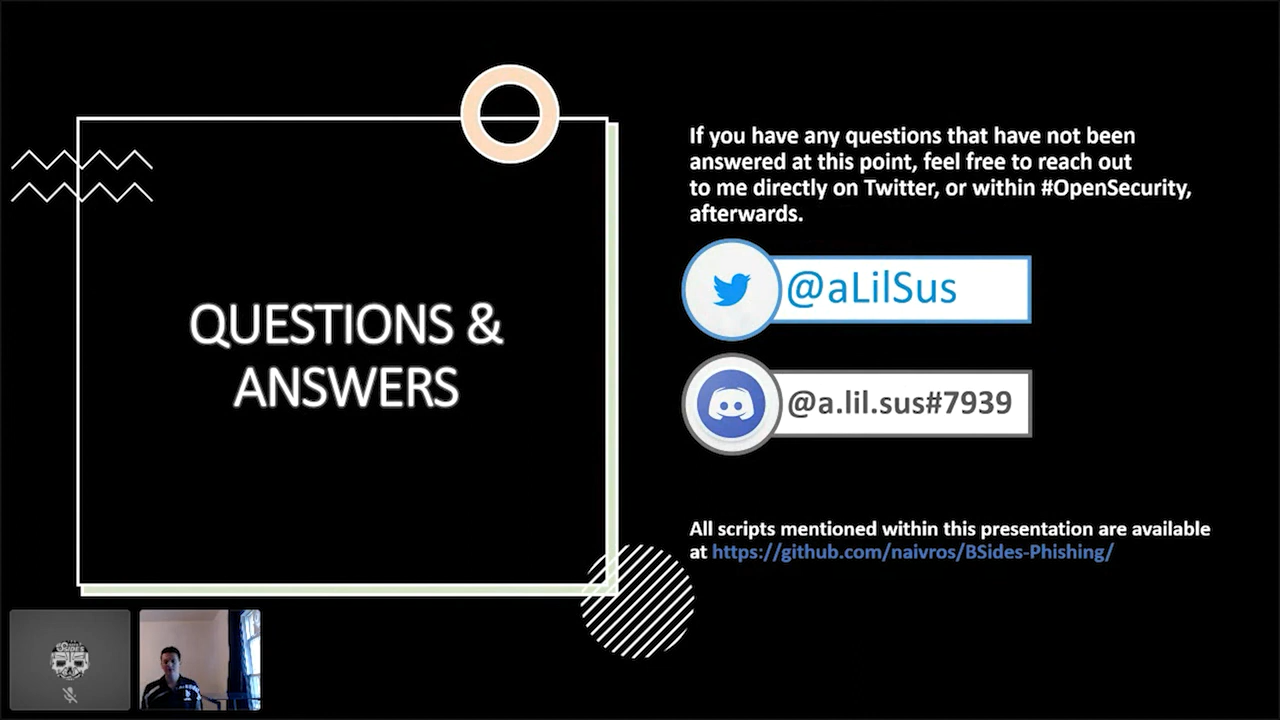 QUESTIONS &
ANSWERS
If you have any questions that have not been
answered at this point, feel free to reach out
to me directly on Twitter, or within #OpenSecurity,
afterwards.
@aLilSus
@a.lil.sus#7939
All scripts mentioned within this presentation are available
at https://github.com/naivros/BSides-Phishing/
SIDES